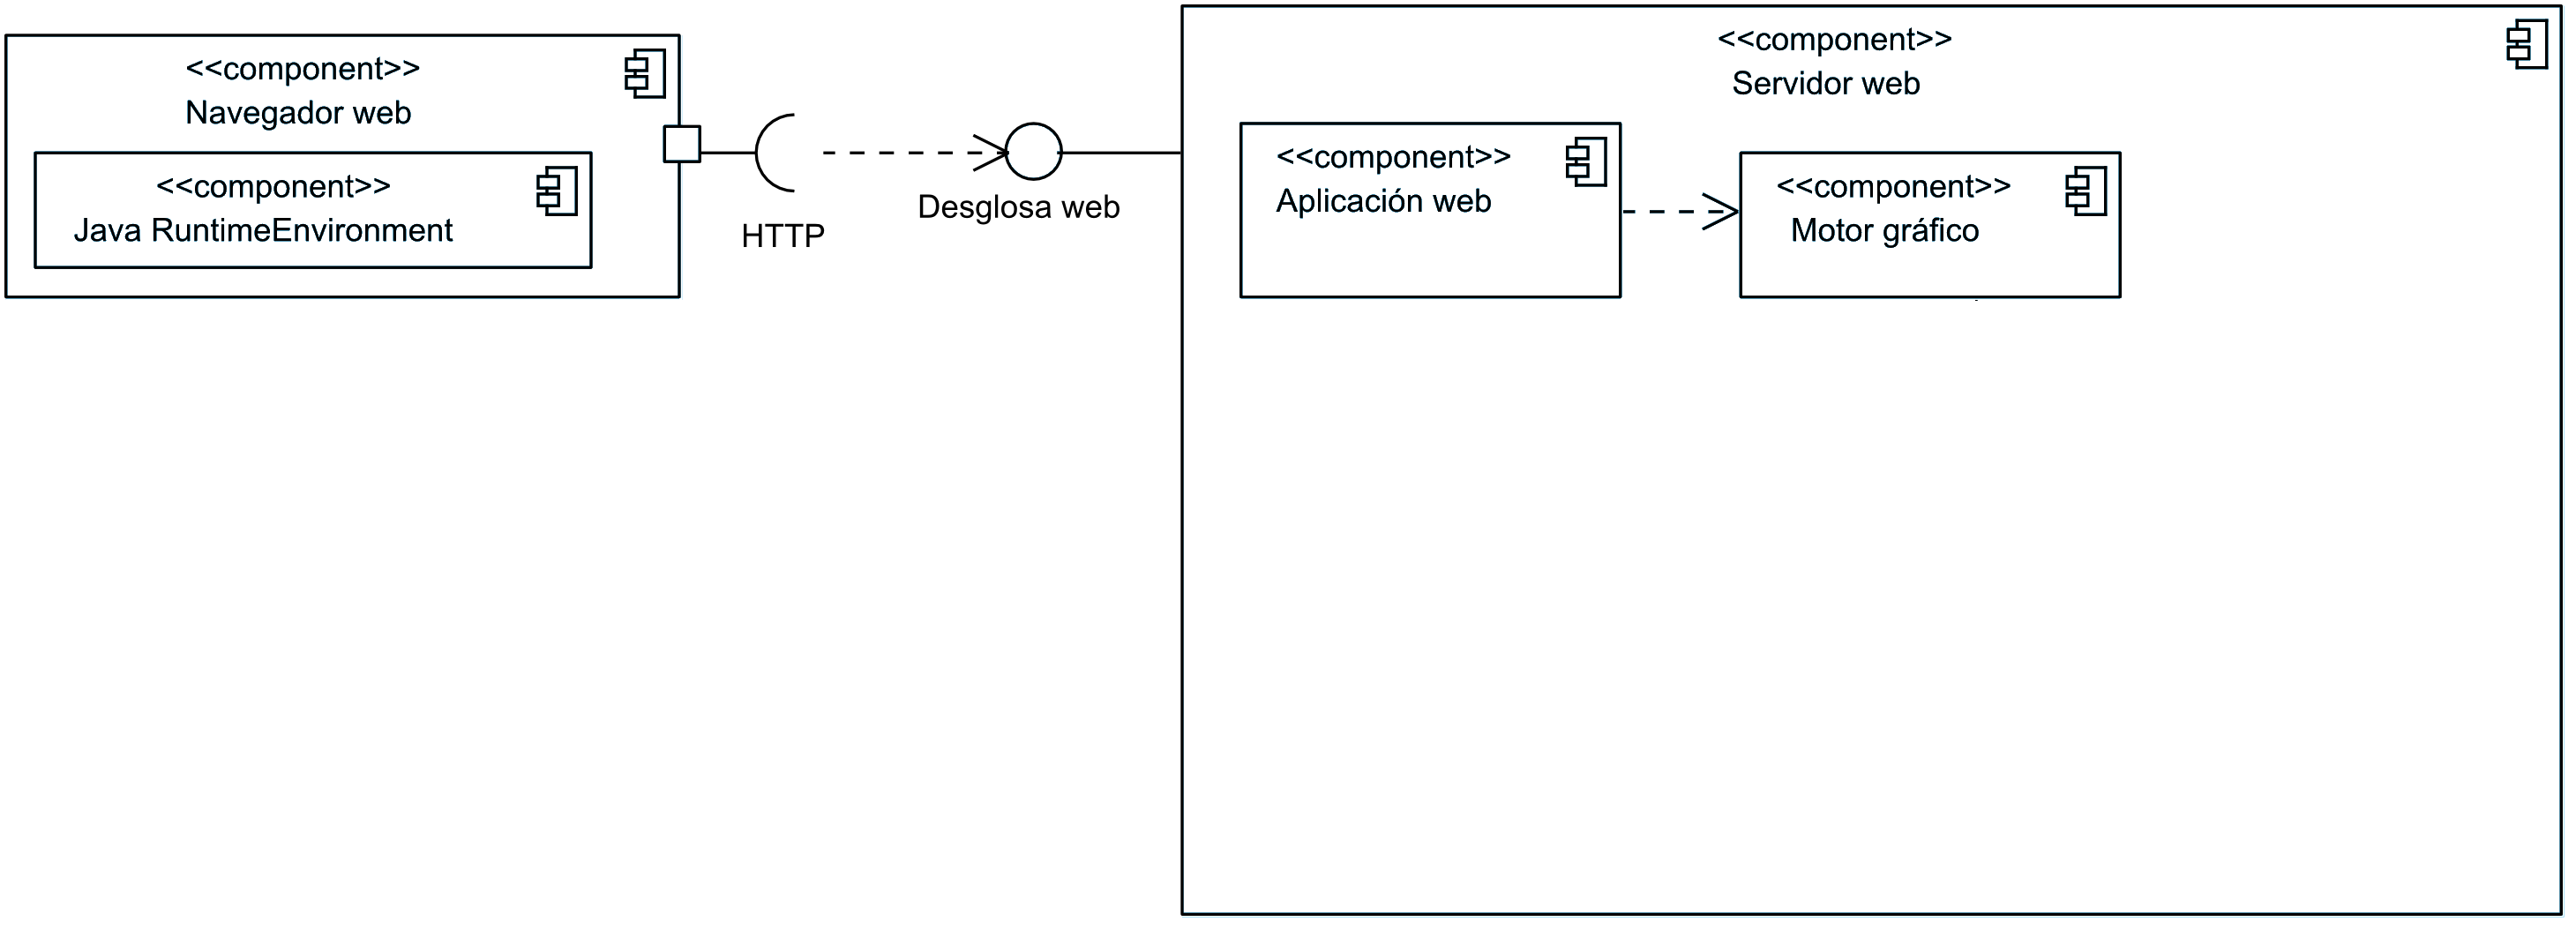 <<component>>
Navegador web
<<component>>
Java RuntimeEnvironment
HTTP
Desglosa web
<<component>>
Servidor web
<<component>>
Aplicación web
<<component>>
Motor gráfico